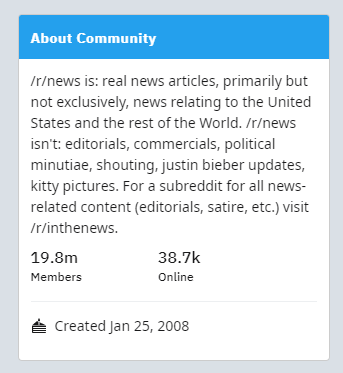 About Community
/r/news is: real news articles, primarily but
not exclusively, news relating to the United
States and the rest of the World. /r/news
isn't: editorials, commercials, political
minutiae, shouting, justin bieber updates,
kitty pictures. For a subreddit for all news-
related content (editorials, satire, etc.) visit
/r/inthenews.
19.8m 38.7k
Members Online
Created Jan 25, 2008